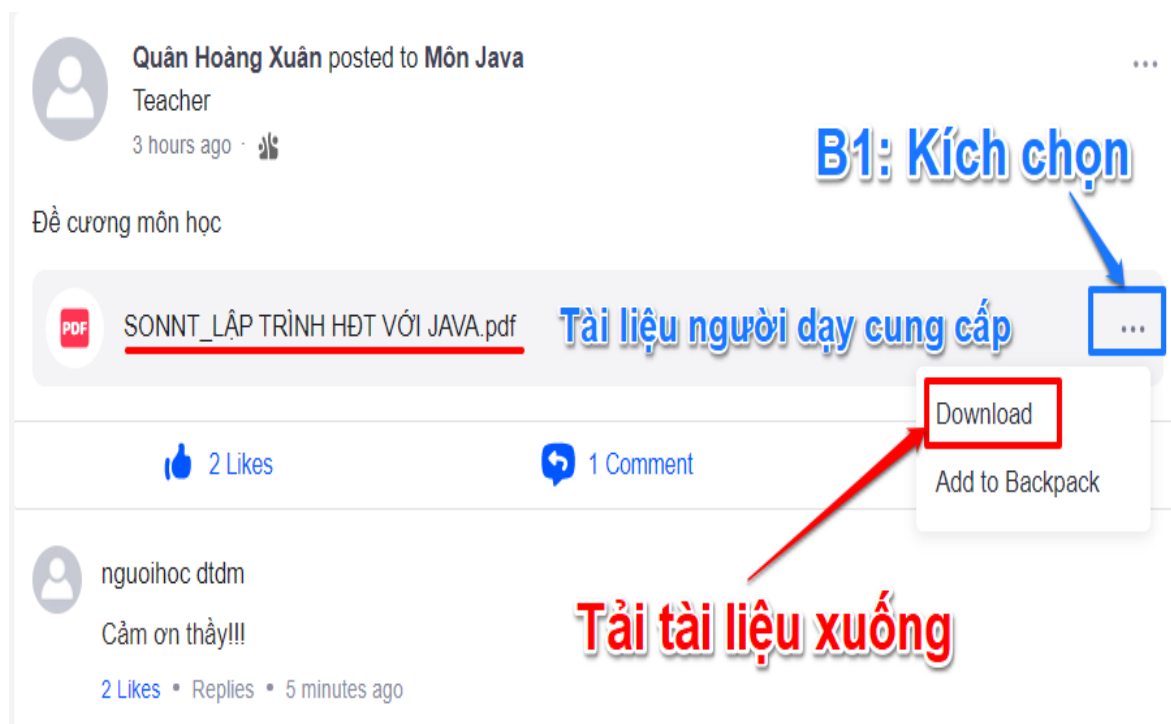 Quân Hoàng Xuân posted to Môn Java
...
Teacher
3 hours ago ·
B1: Kích chọn
Đề cương môn học
PDF
SONNT_LẬP TRÌNH HĐT VỚI JAVA.pdf
Tài liệu người dạy cung cấp
...
Download
2 Likes
1 Comment
Add to Backpack
nguoihoc dtdm
Cảm ơn thầy!!!
Tải tài liệu xuống
2 Likes • Replies • 5 minutes ago